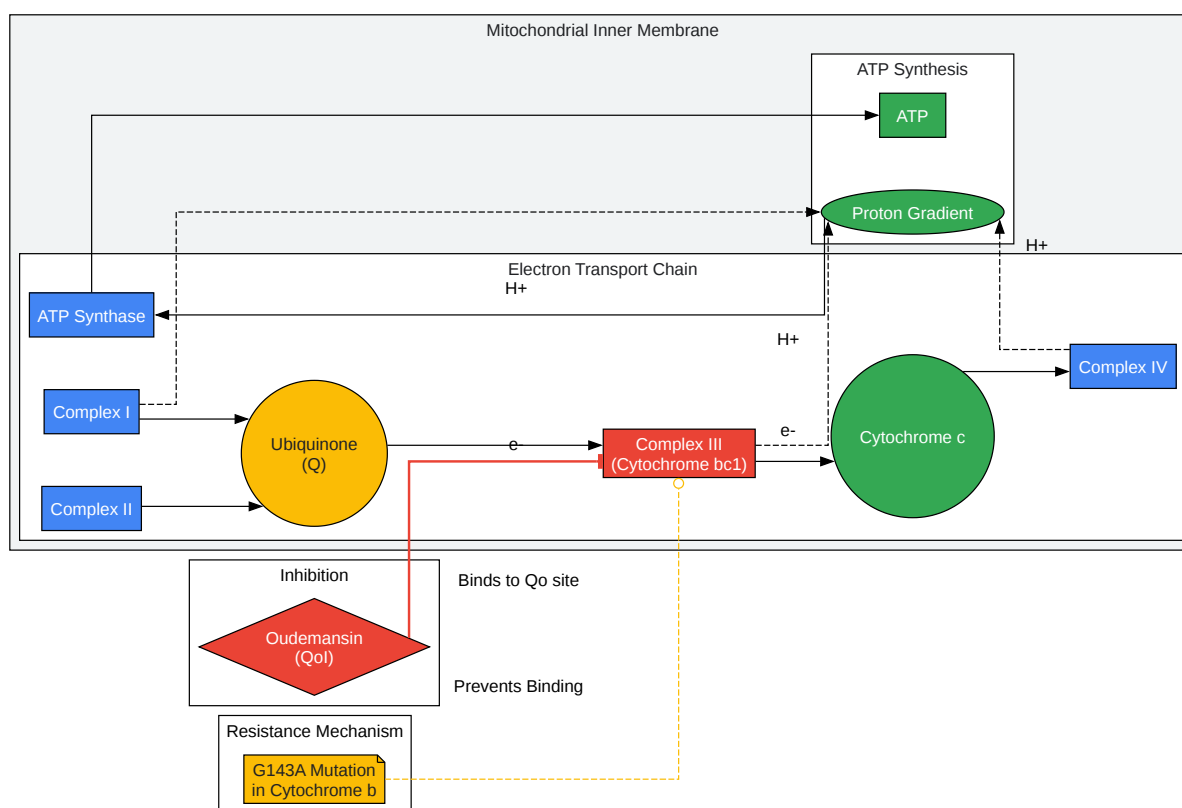 Mitochondrial Inner Membrane
ATP Synthesis
ATP
Proton Gradient
H+
Electron Transport Chain
H+
ATP Synthase
H+
Complex IV
Complex I
Ubiquinone
(Q)
e-
Complex III
(Cytochrome bc1)
e-
Cytochrome c
Complex II
Inhibition
Binds to Qo site
Oudemansin
(QoI)
Prevents Binding
Resistance Mechanism
G143A Mutation
in Cytochrome b